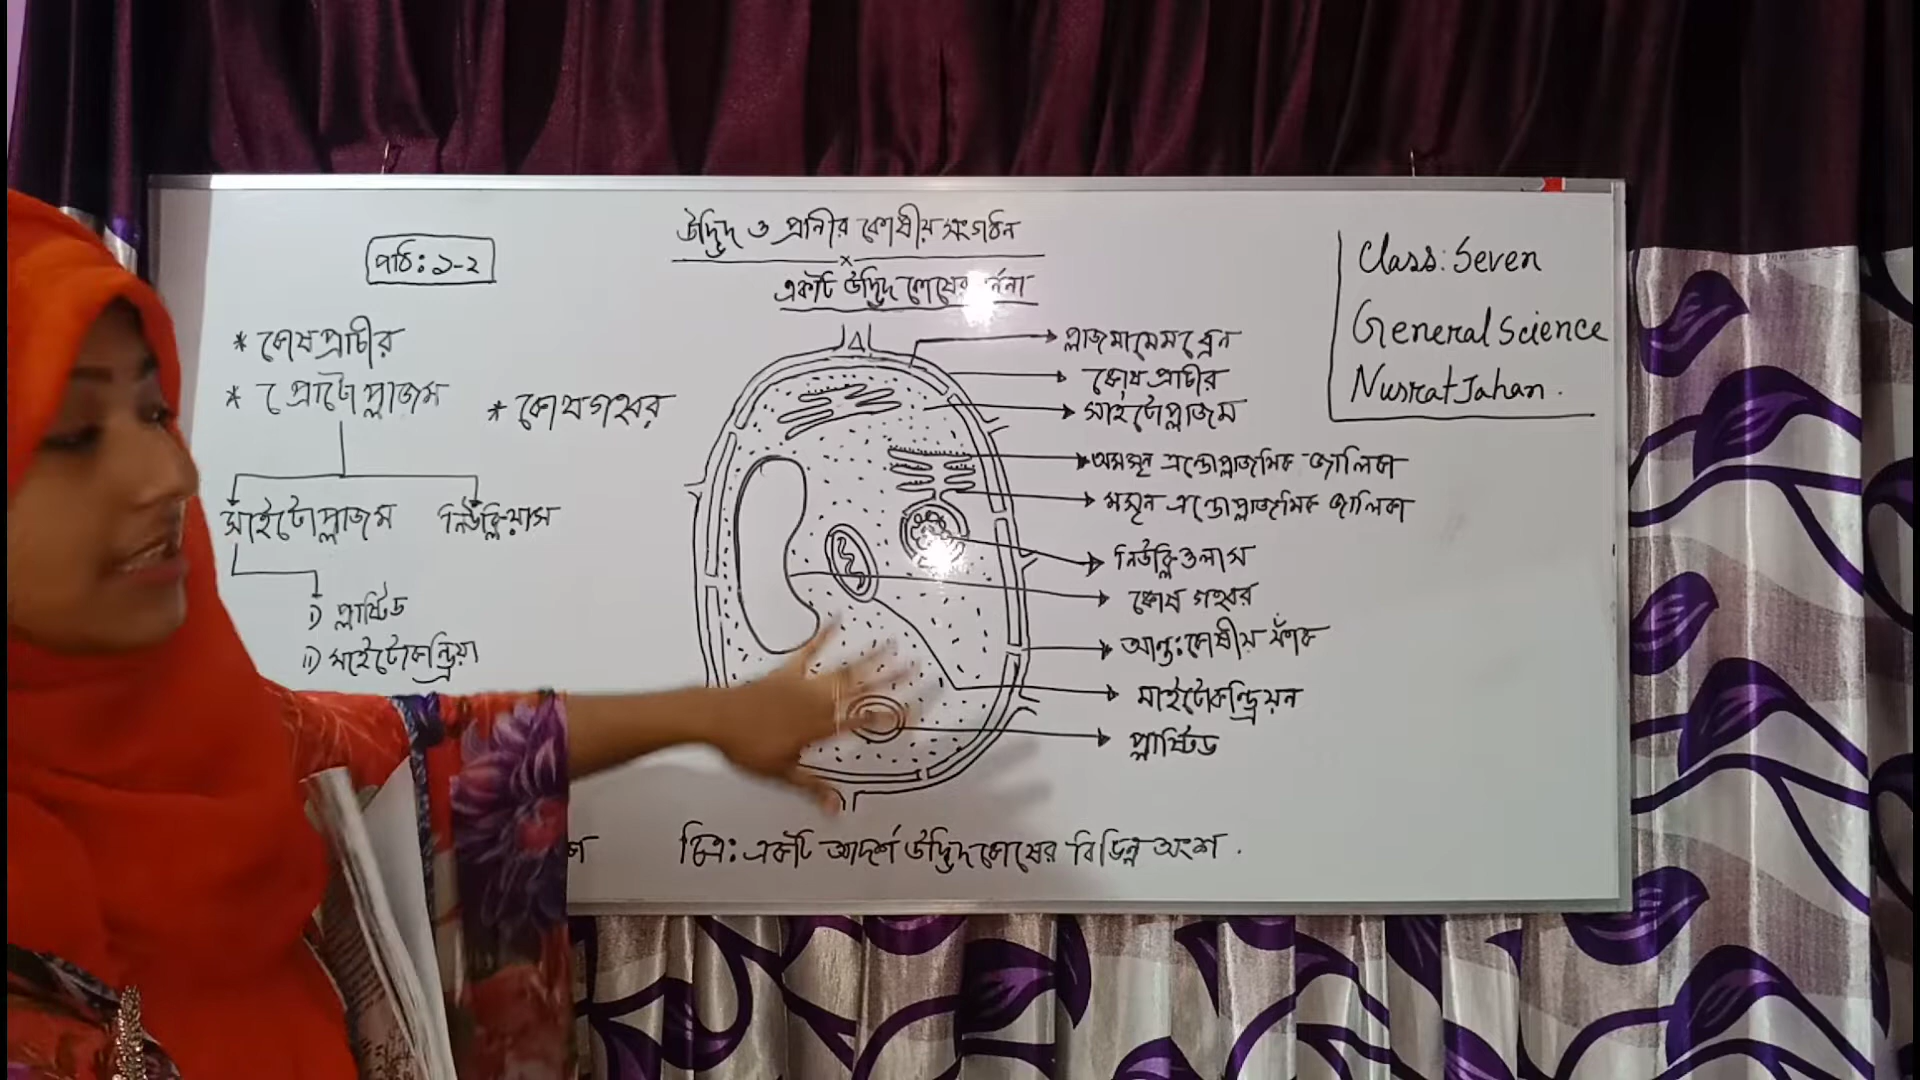 উদ্ভিদ ও প্রানীর কোষীয় সংগঠন
x
একটি উদ্ভিদ কোষের
পাঠ: ১-২
Class: Seven
General Science
Nusrat Jahan.
* কোষপ্রাচীর
* প্রোটোপ্লাজম
* কোষগহ্বর
সাইটোপ্লাজম
নিউক্লিয়াস
i) প্লাষ্টিড
ii) মাইটোকন্ড্রিয়া
প্লাজমামেমব্রেন
কোষ প্রাচীর
সাইটোপ্লাজম
অমসৃন এন্ডোপ্লাজমিক জালিকা
মসৃন এন্ডোপ্লাজমিক জালিকা
নিউক্লিওলাস
কোষ গহ্বর
আন্ত:কোষীয় ফাঁক
মাইটোকন্ড্রিয়ন
প্লাষ্টিড
চিত্র: একটি আদর্শ উদ্ভিদকোষের বিভিন্ন অংশ.